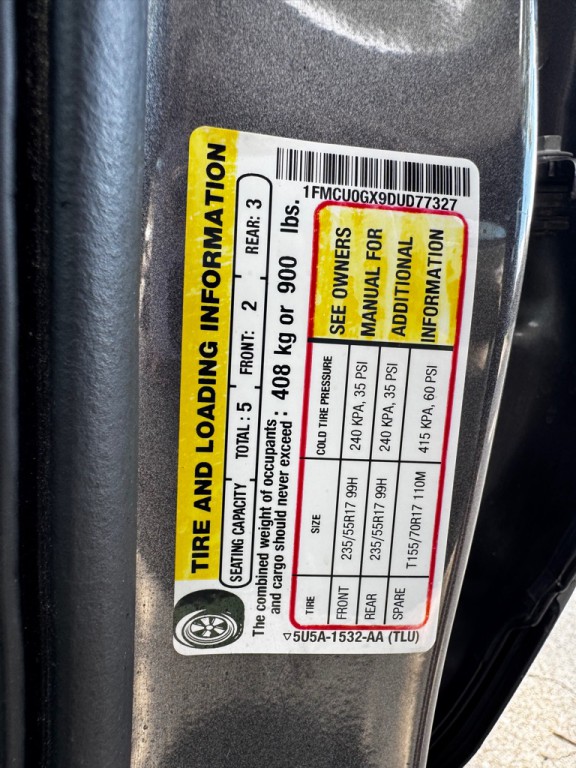 TIRE AND LOADING INFORMATION
SEATING CAPACITY TOTAL : 5 FRONT: 2 REAR: 3
The combined weight of occupants
and cargo should never exceed : 408 kg or 900 lbs.
TIRE SIZE COLD TIRE PRESSURE
FRONT 235/55R17 99H 240 KPA, 35 PSI
REAR 235/55R17 99H 240 KPA, 35 PSI
SPARE T155/70R17 110M 415 KPA, 60 PSI
SEE OWNERS
MANUAL FOR
ADDITIONAL
INFORMATION
5U5A-1532-AA (TLU)
1FMCU0GX9DUD77327